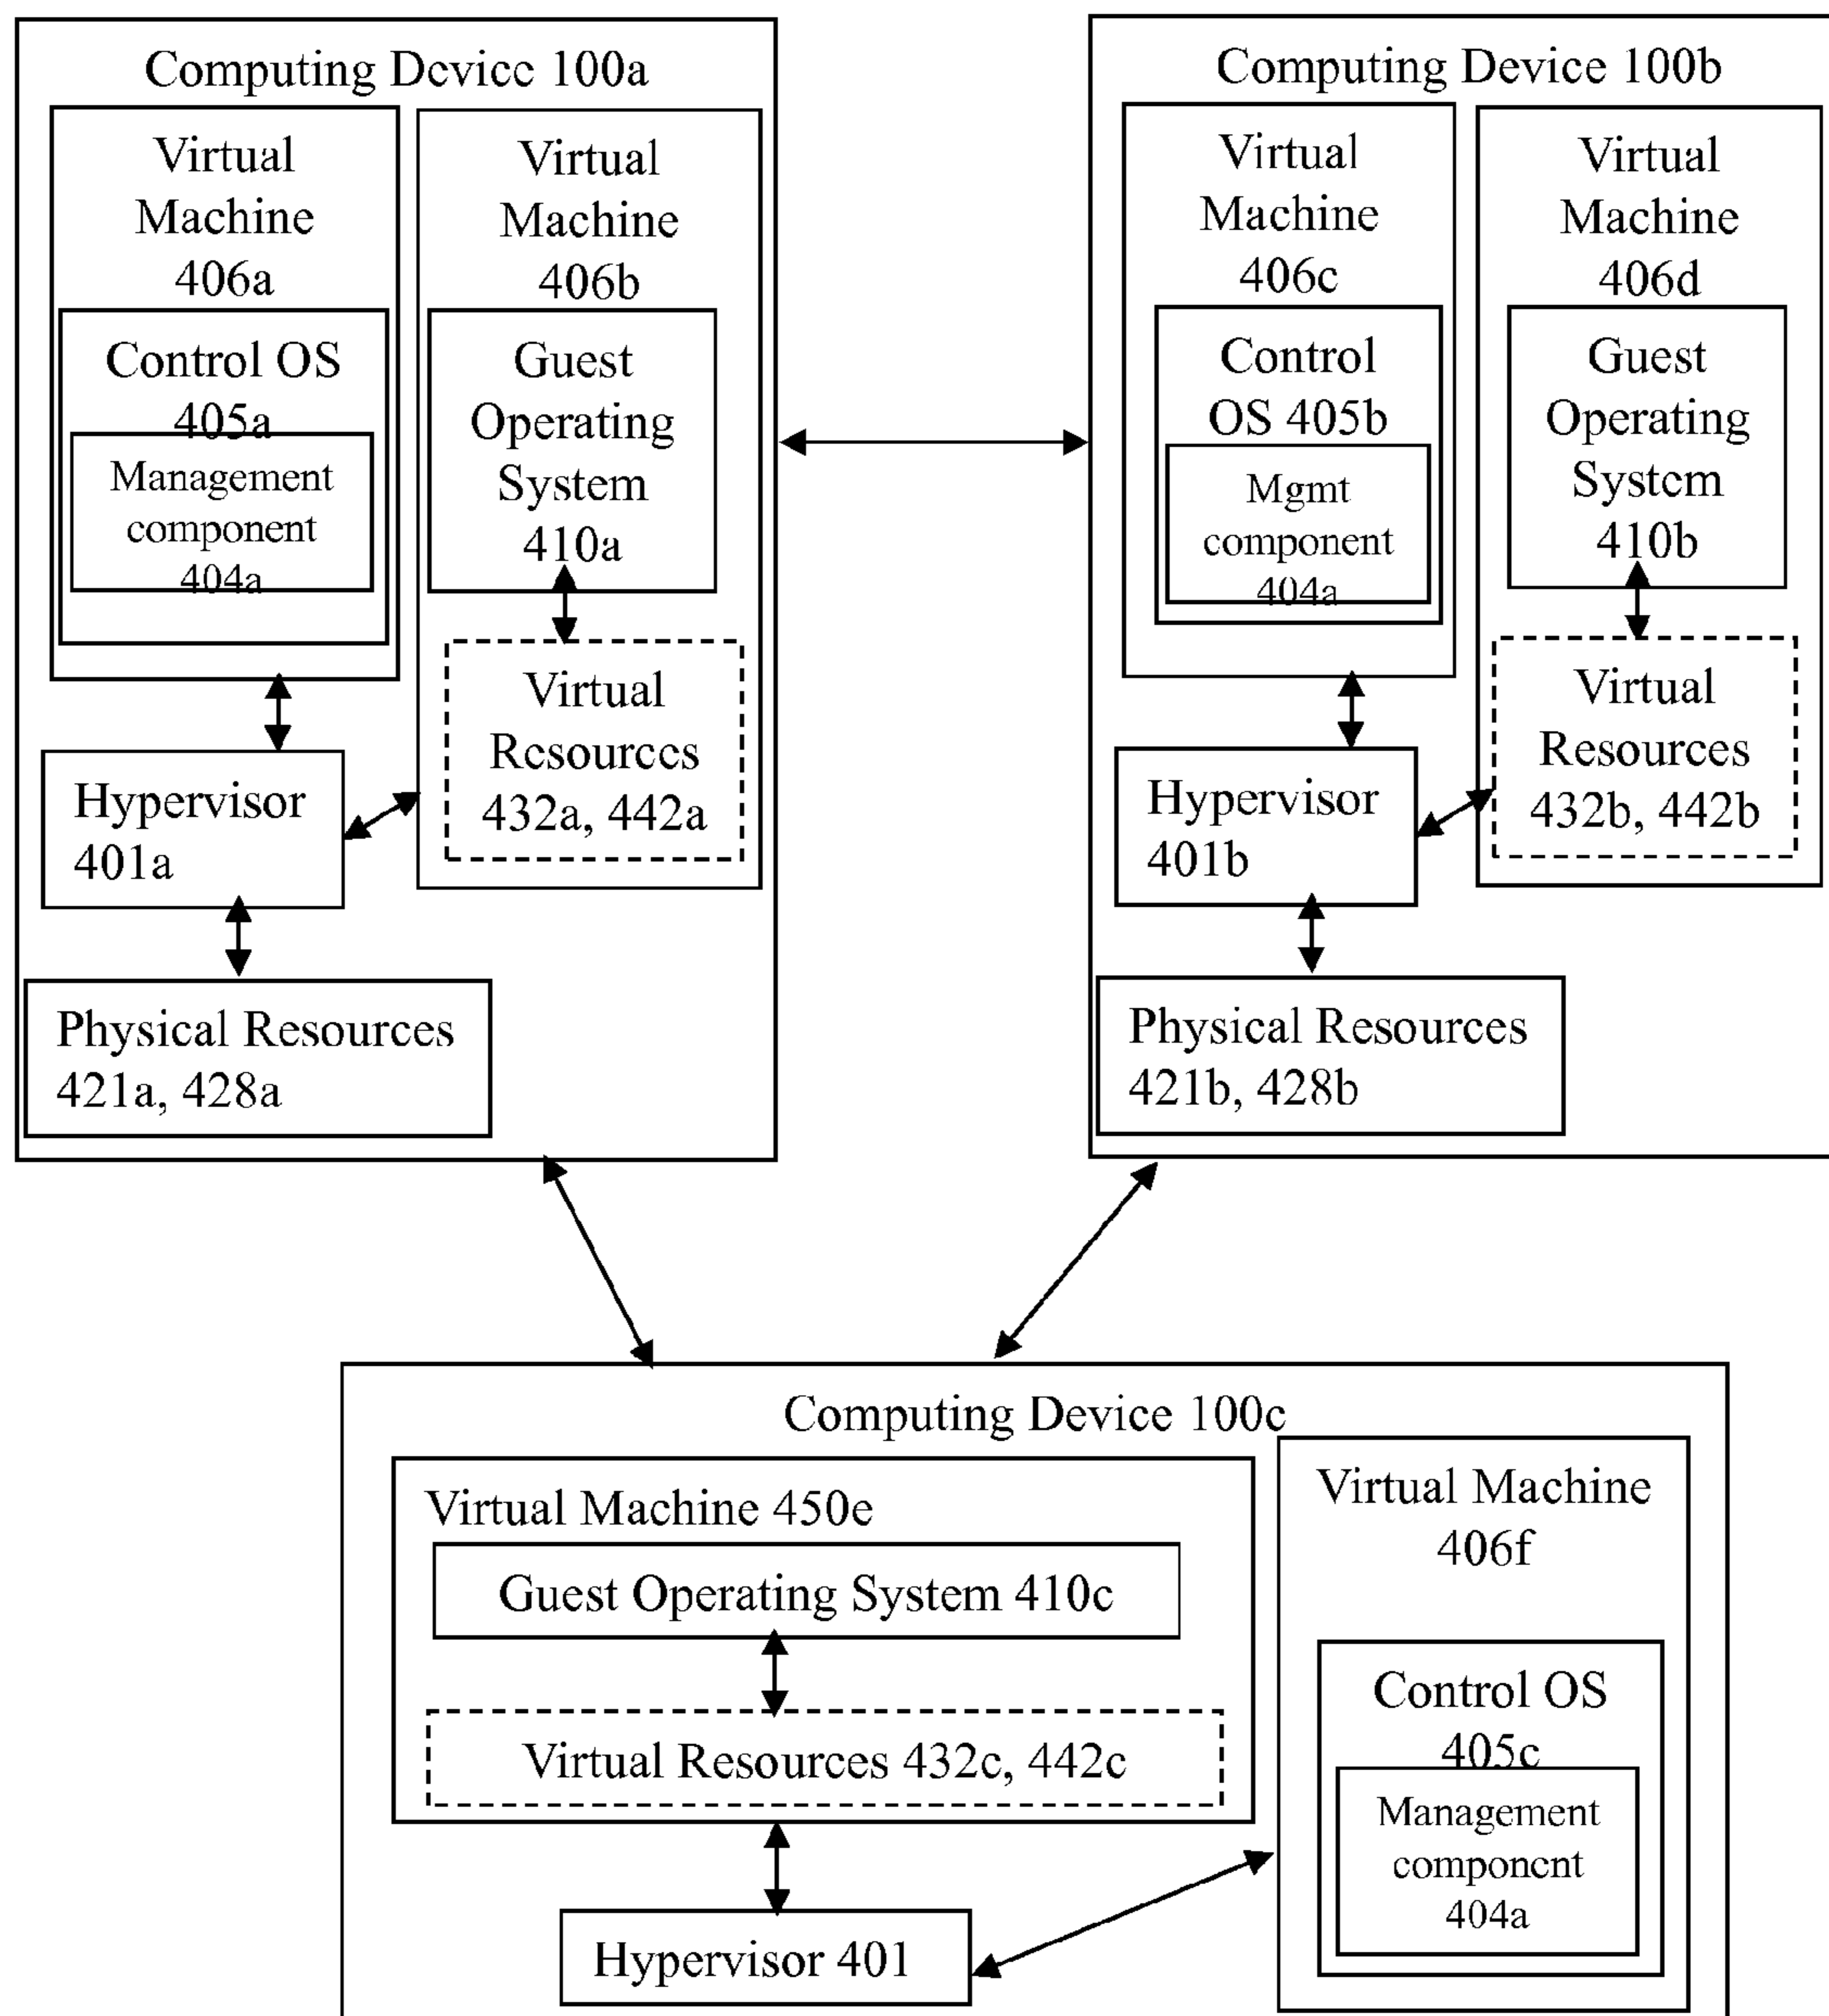 Computing Device 100a
Virtual
Machine
406a
Control OS
405a
Management
component
404a
Virtual
Machine
406b
Guest
Operating
System
410a
Virtual
Resources
432a, 442a
Hypervisor
401a
Physical Resources
421a, 428a
Computing Device 100b
Virtual
Machine
406c
Control
OS 405b
Mgmt
component
404a
Virtual
Machine
406d
Guest
Operating
System
410b
Virtual
Resources
432b, 442b
Hypervisor
401b
Physical Resources
421b, 428b
Computing Device 100c
Virtual Machine 450e
Guest Operating System 410c
Virtual Resources 432c, 442c
Hypervisor 401
Virtual Machine
406f
Control OS
405c
Management
component
404a